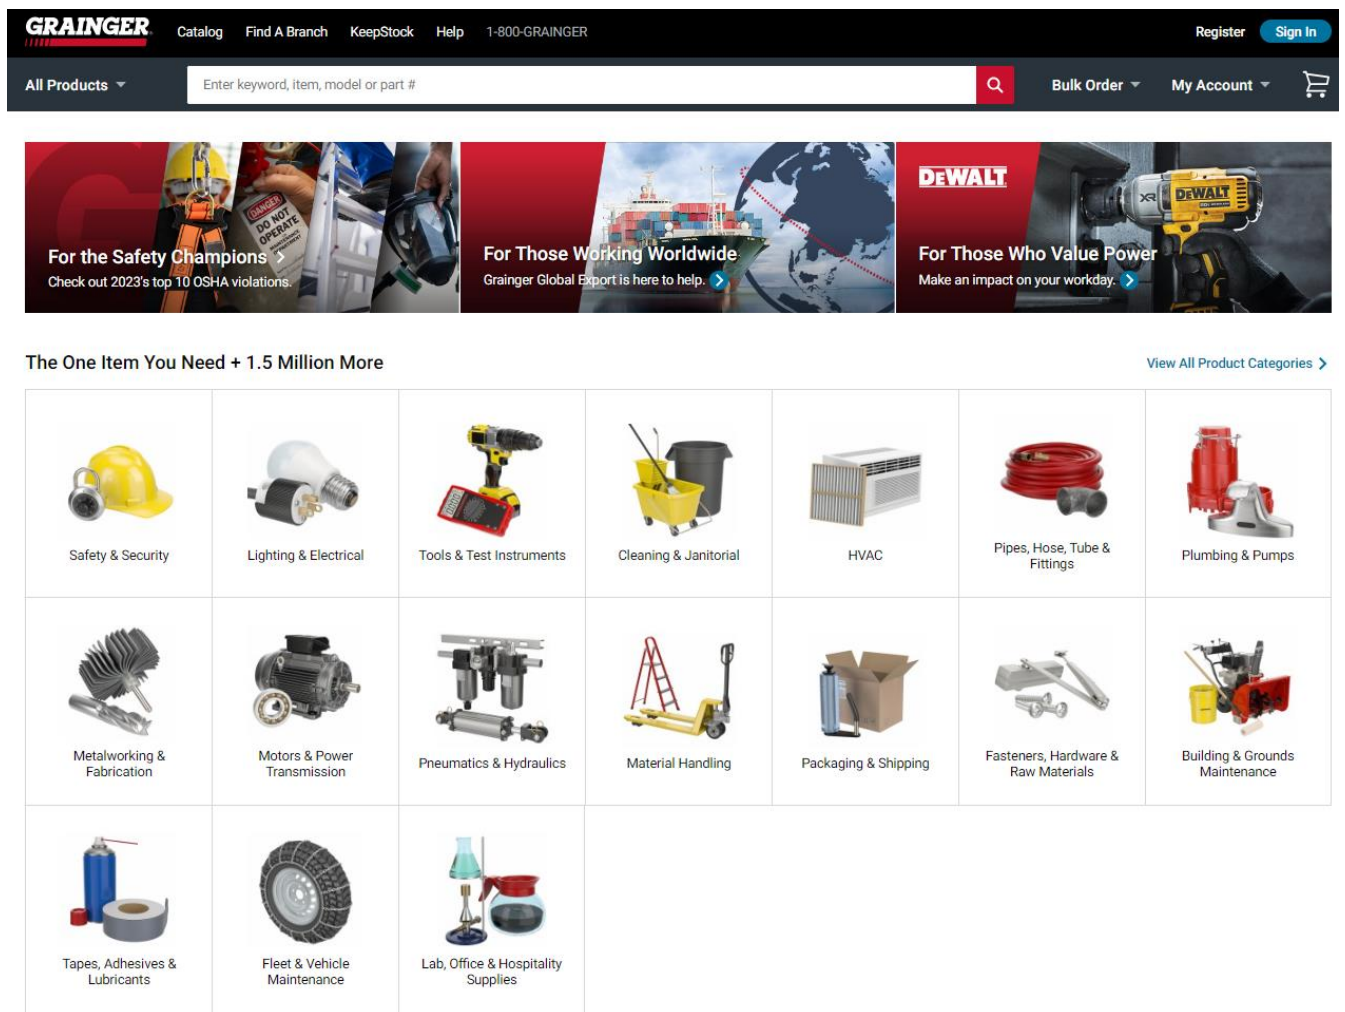 GRAINGER
Catalog
Find A Branch
KeepStock
Help
1-800-GRAINGER
Register
Sign In
All Products
Enter keyword, item, model or part #
Bulk Order
My Account
DANGER
DO NOT
OPERATE
For the Safety Champions
Check out 2023's top 10 OSHA violations.
For Those Working Worldwide
Grainger Global Export is here to help.
DEWALT
XR
DEWALT
For Those Who Value Power
Make an impact on your workday.
The One Item You Need + 1.5 Million More
View All Product Categories
Safety & Security
Lighting & Electrical
Tools & Test Instruments
Cleaning & Janitorial
HVAC
Pipes, Hose, Tube &
Fittings
Plumbing & Pumps
Metalworking &
Fabrication
Motors & Power
Transmission
Pneumatics & Hydraulics
Material Handling
Packaging & Shipping
Fasteners, Hardware &
Raw Materials
Building & Grounds
Maintenance
Tapes, Adhesives &
Lubricants
Fleet & Vehicle
Maintenance
Lab, Office & Hospitality
Supplies